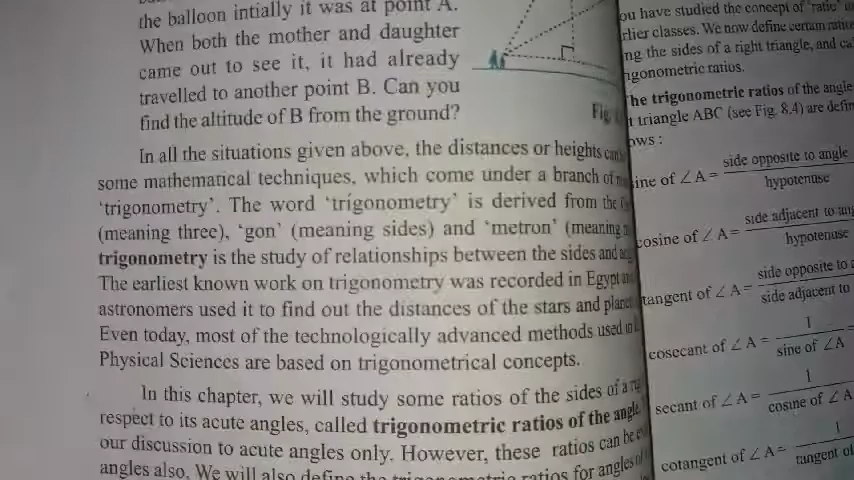 the balloon intially it was at point A.
When both the mother and daughter
came out to see it, it had already
travelled to another point B. Can you
find the altitude of B from the ground?
Fig
In all the situations given above, the distances or heights can
some mathematical techniques, which come under a branch of
'trigonometry'. The word 'trigonometry' is derived from the
(meaning three), 'gon' (meaning sides) and 'metron' (meaning
trigonometry is the study of relationships between the sides and
The earliest known work on trigonometry was recorded in Egypt and
astronomers used it to find out the distances of the stars and
Even today, most of the technologically advanced methods used in
Physical Sciences are based on trigonometrical concepts.
In this chapter, we will study some ratios of the sides of a
respect to its acute angles, called trigonometric ratios of the angle
our discussion to acute angles only. However, these ratios can be
angles also. We will also define the trigonometric ratios for angles
ou have studied the concept of 'ratio'
rlier classes. We now define certain ratios
ng the sides of a right triangle, and
igonometric ratios.
he trigonometric ratios of the angle
t triangle ABC (see Fig. 8.4) are defin
ows :
sine of ∠ A = side opposite to angle
hypotenuse
cosine of ∠ A = side adjacent to ang
hypotenuse
tangent of ∠ A = side opposite to
side adjacent to
cosecant of ∠ A = 1 =
sine of ∠A
secant of ∠ A = 1
cosine of ∠ A
cotangent of ∠ A = 1
tangent of